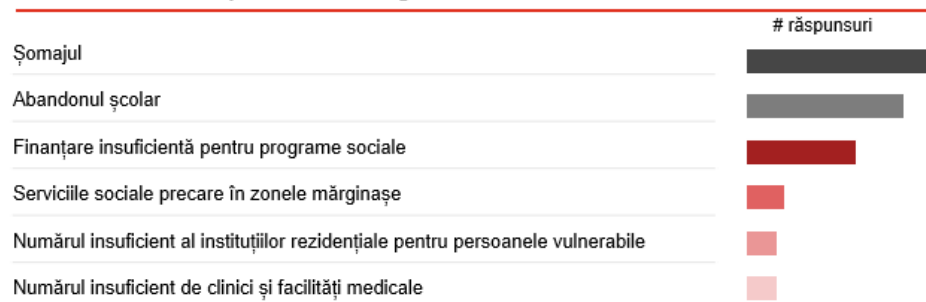 # răspunsuri
Șomajul
Abandonul școlar
Finanțare insuficientă pentru programe sociale
Serviciile sociale precare în zonele mărginașe
Numărul insuficient al instituțiilor rezidențiale pentru persoanele vulnerabile
Numărul insuficient de clinici și facilități medicale